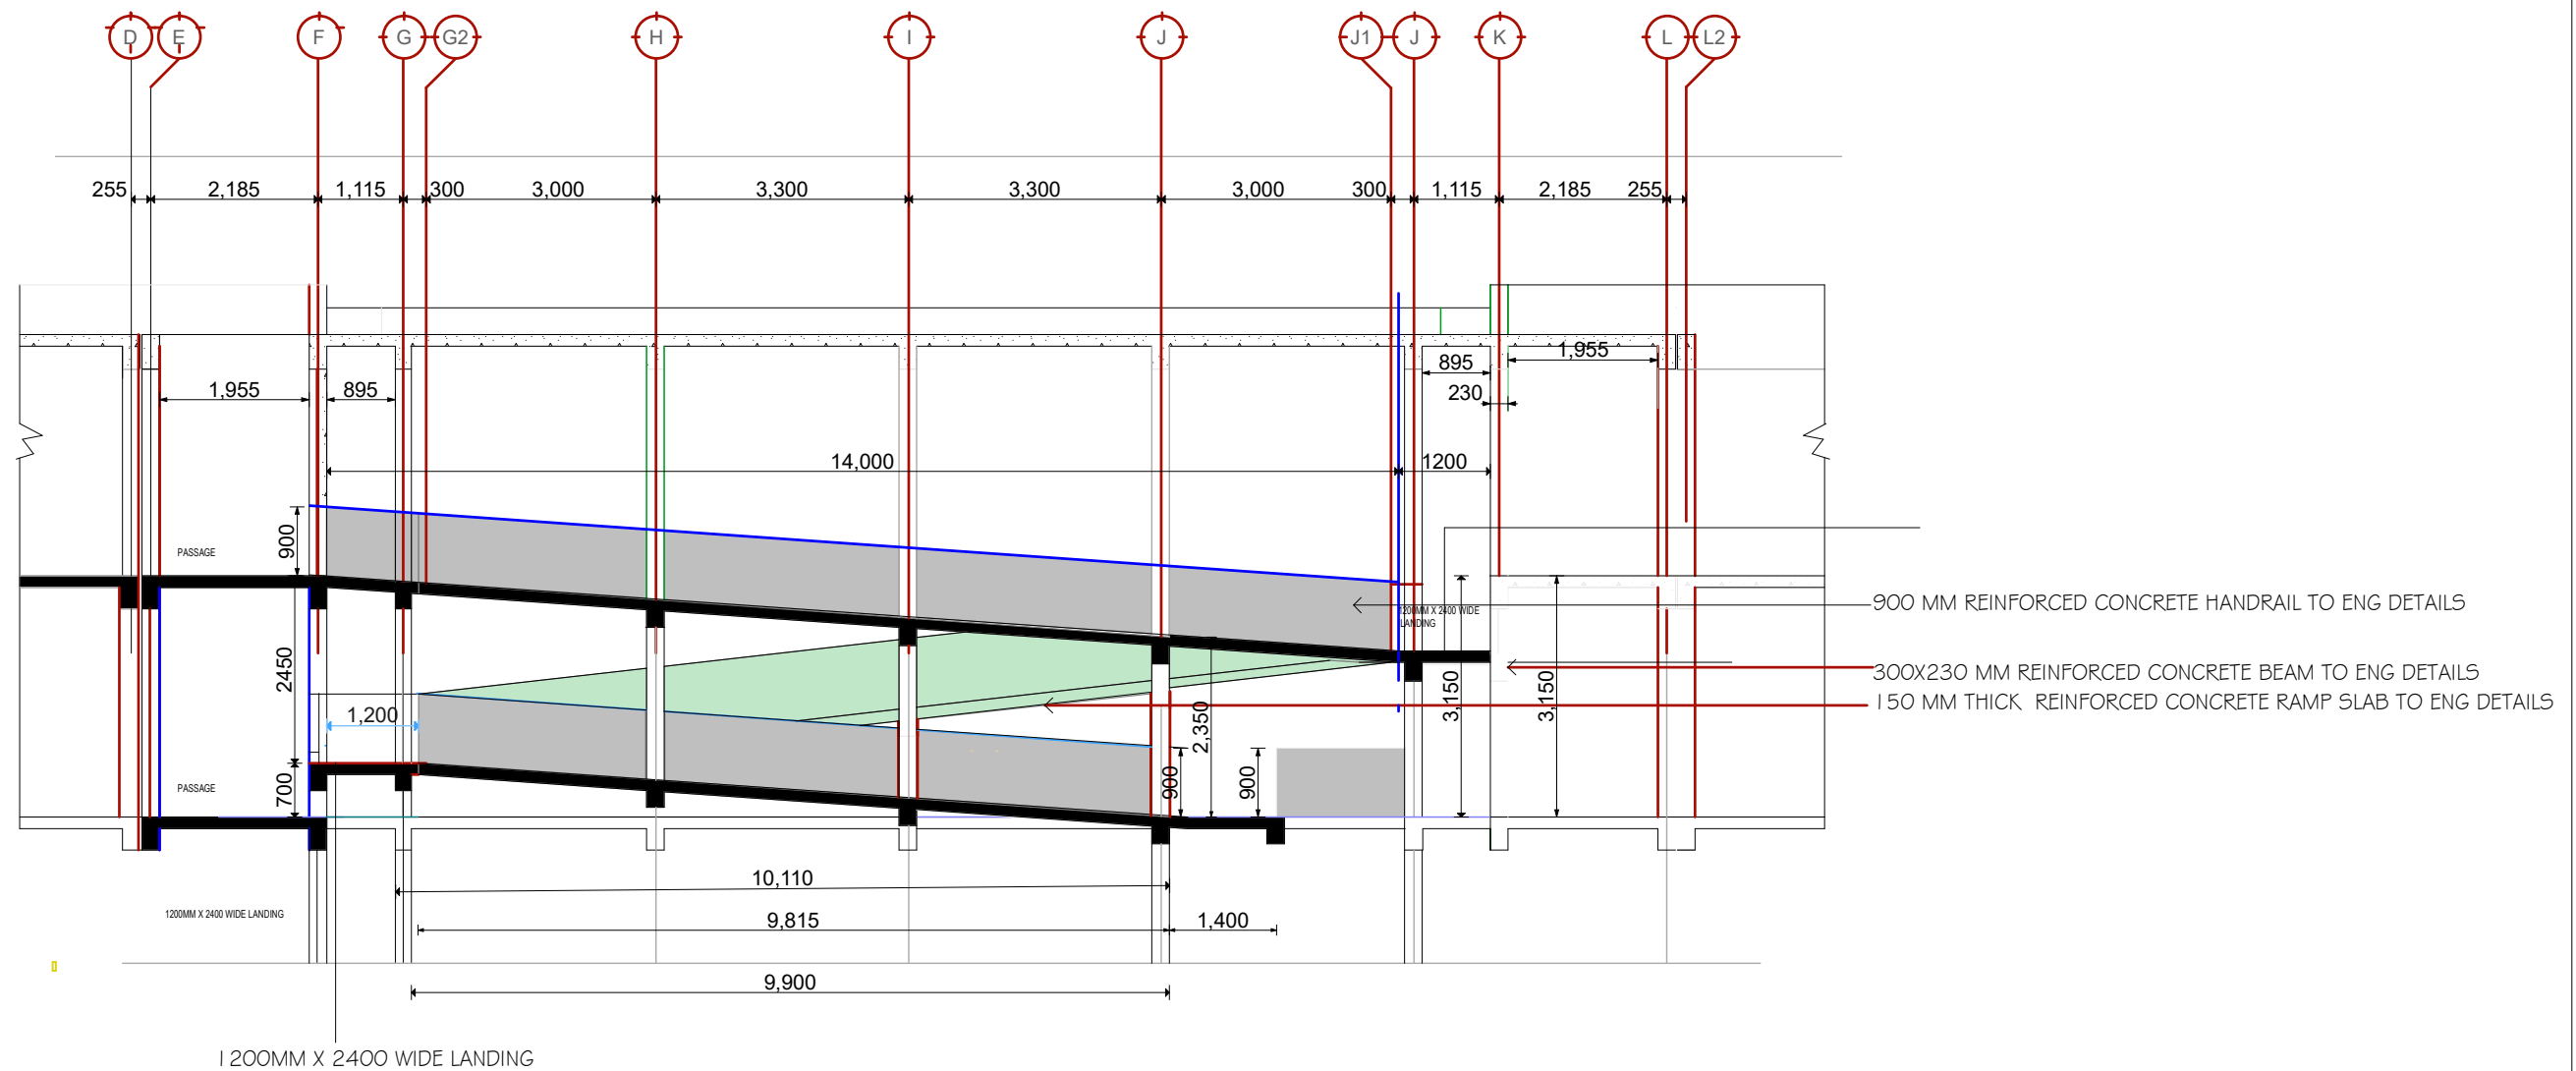 D E F G G2 H I J J1 J K L L2
255 2,185 1,115 300 3,000 3,300 3,300 3,000 300 1,115 2,185 255
1,955 895
895 1,955
230
14,000 1200
900
PASSAGE
1200MM X 2400 WIDE
LANDING
900 MM REINFORCED CONCRETE HANDRAIL TO ENG DETAILS
300X230 MM REINFORCED CONCRETE BEAM TO ENG DETAILS
150 MM THICK REINFORCED CONCRETE RAMP SLAB TO ENG DETAILS
2450
1,200
2,350
3,150
3,150
700
PASSAGE
900
900
10,110
1200MM X 2400 WIDE LANDING
9,815 1,400
9,900
1200MM X 2400 WIDE LANDING